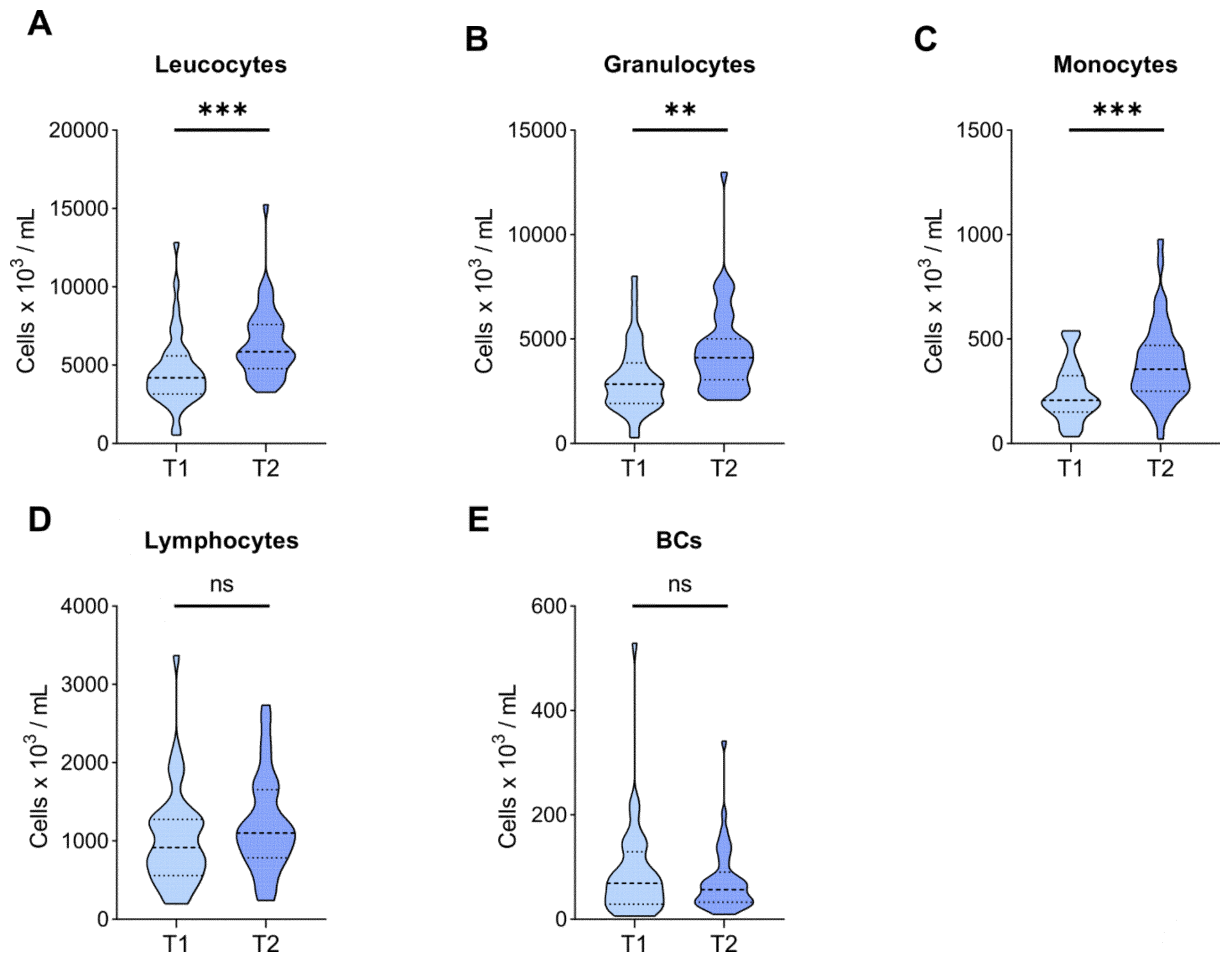 A
Leucocytes
***
20000
15000
10000
5000
0
Cells x 10³ / mL
T1 T2
B
Granulocytes
**
15000
10000
5000
0
Cells x 10³ / mL
T1 T2
C
Monocytes
***
1500
1000
500
0
Cells x 10³ / mL
T1 T2
D
Lymphocytes
ns
4000
3000
2000
1000
0
Cells x 10³ / mL
T1 T2
E
BCs
ns
600
400
200
0
Cells x 10³ / mL
T1 T2